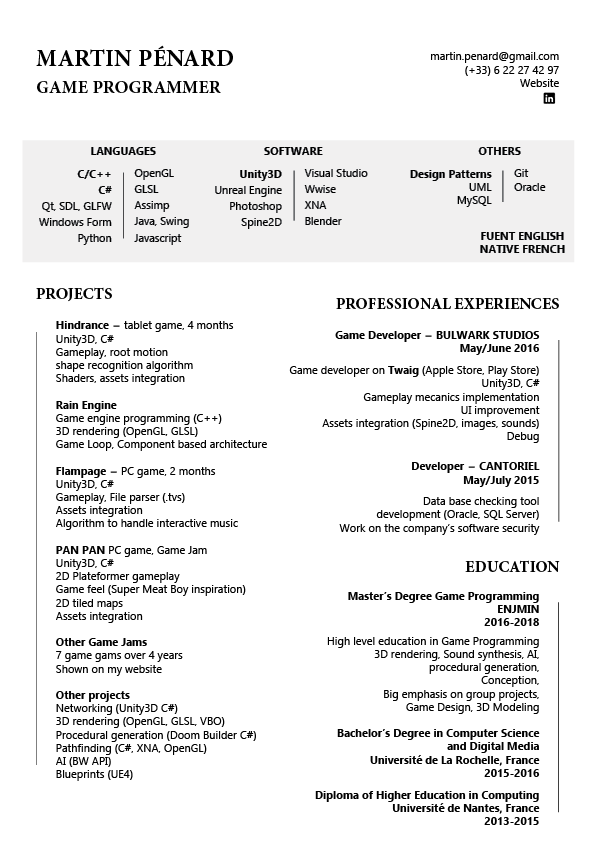 MARTIN PÉNARD
GAME PROGRAMMER
martin.penard@gmail.com
(+33) 6 22 27 42 97
Website
in
LANGUAGES
C/C++
C#
Qt, SDL, GLFW
Windows Form
Python
OpenGL
GLSL
Assimp
Java, Swing
Javascript
SOFTWARE
Unity3D
Unreal Engine
Photoshop
Spine2D
Visual Studio
Wwise
XNA
Blender
OTHERS
Design Patterns
UML
MySQL
Git
Oracle
FUENT ENGLISH
NATIVE FRENCH
PROJECTS
Hindrance – tablet game, 4 months
Unity3D, C#
Gameplay, root motion
shape recognition algorithm
Shaders, assets integration
Rain Engine
Game engine programming (C++)
3D rendering (OpenGL, GLSL)
Game Loop, Component based architecture
Flampage – PC game, 2 months
Unity3D, C#
Gameplay, File parser (.tvs)
Assets integration
Algorithm to handle interactive music
PAN PAN PC game, Game Jam
Unity3D, C#
2D Plateformer gameplay
Game feel (Super Meat Boy inspiration)
2D tiled maps
Assets integration
Other Game Jams
7 game gams over 4 years
Shown on my website
Other projects
Networking (Unity3D C#)
3D rendering (OpenGL, GLSL, VBO)
Procedural generation (Doom Builder C#)
Pathfinding (C#, XNA, OpenGL)
AI (BW API)
Blueprints (UE4)
PROFESSIONAL EXPERIENCES
Game Developer – BULWARK STUDIOS
May/June 2016
Game developer on Twaig (Apple Store, Play Store)
Unity3D, C#
Gameplay mecanics implementation
UI improvement
Assets integration (Spine2D, images, sounds)
Debug
Developer – CANTORIEL
May/July 2015
Data base checking tool
development (Oracle, SQL Server)
Work on the company's software security
EDUCATION
Master's Degree Game Programming
ENJMIN
2016-2018
High level education in Game Programming
3D rendering, Sound synthesis, AI,
procedural generation,
Conception,
Big emphasis on group projects,
Game Design, 3D Modeling
Bachelor's Degree in Computer Science
and Digital Media
Université de La Rochelle, France
2015-2016
Diploma of Higher Education in Computing
Université de Nantes, France
2013-2015